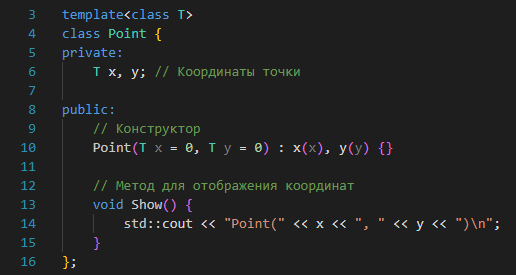 3 template<class T>
4 class Point {
5 private:
6     T x, y; // Координаты точки
7
8 public:
9     // Конструктор
10     Point(T x = 0, T y = 0) : x(x), y(y) {}
11
12     // Метод для отображения координат
13     void Show() {
14         std::cout << "Point(" << x << ", " << y << ")\n";
15     }
16 };